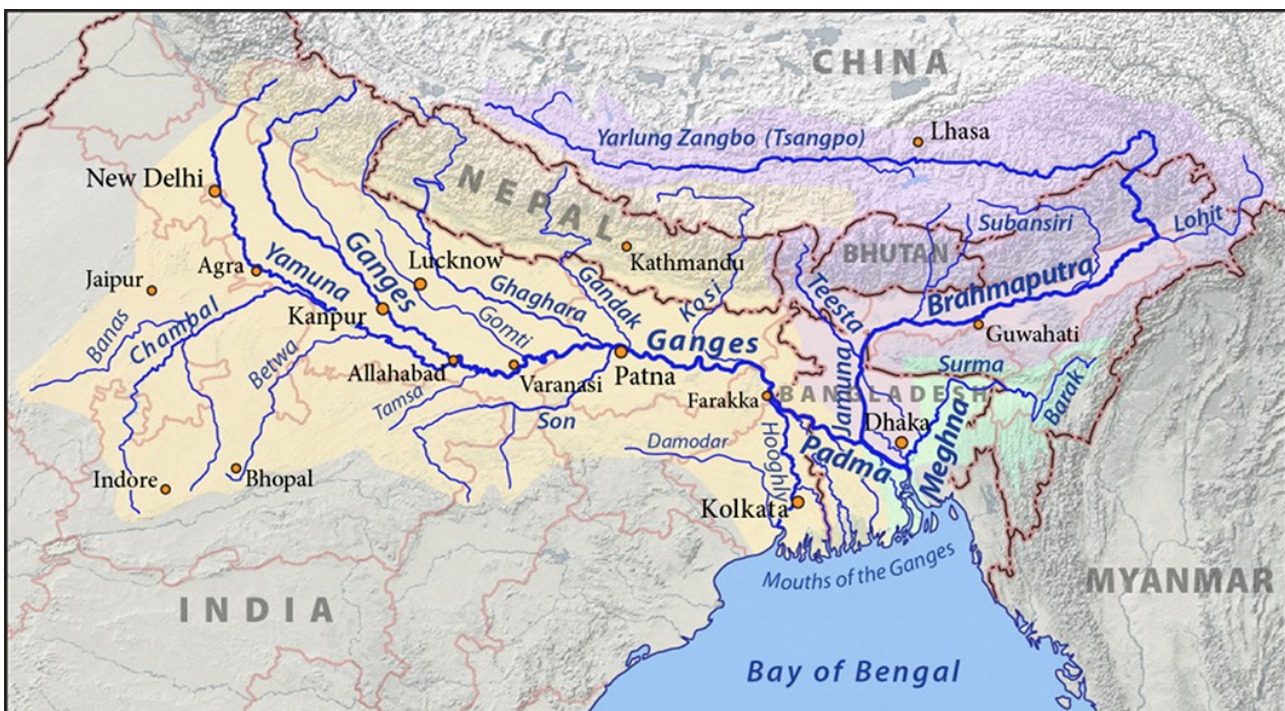 CHINA
Yarlung Zangbo (Tsangpo)
Lhasa
New Delhi
NEPAL
Subansiri
Lohit
Agra
Yamuna
Ganges
Lucknow
Kathmandu
BHUTAN
Teesta
Brahmaputra
Jaipur
Ghaghara
Gandak
Kosi
Banas
Chambal
Kanpur
Gomti
Ganges
Guwahati
Betwa
Allahabad
Varanasi
Patna
Jamuna
Surma
Tamsa
Son
Farakka
BANGLADESH
Barak
Dhaka
Meghna
Damodar
Hooghly
Padma
Indore
Bhopal
Kolkata
Mouths of the Ganges
MYANMAR
INDIA
Bay of Bengal